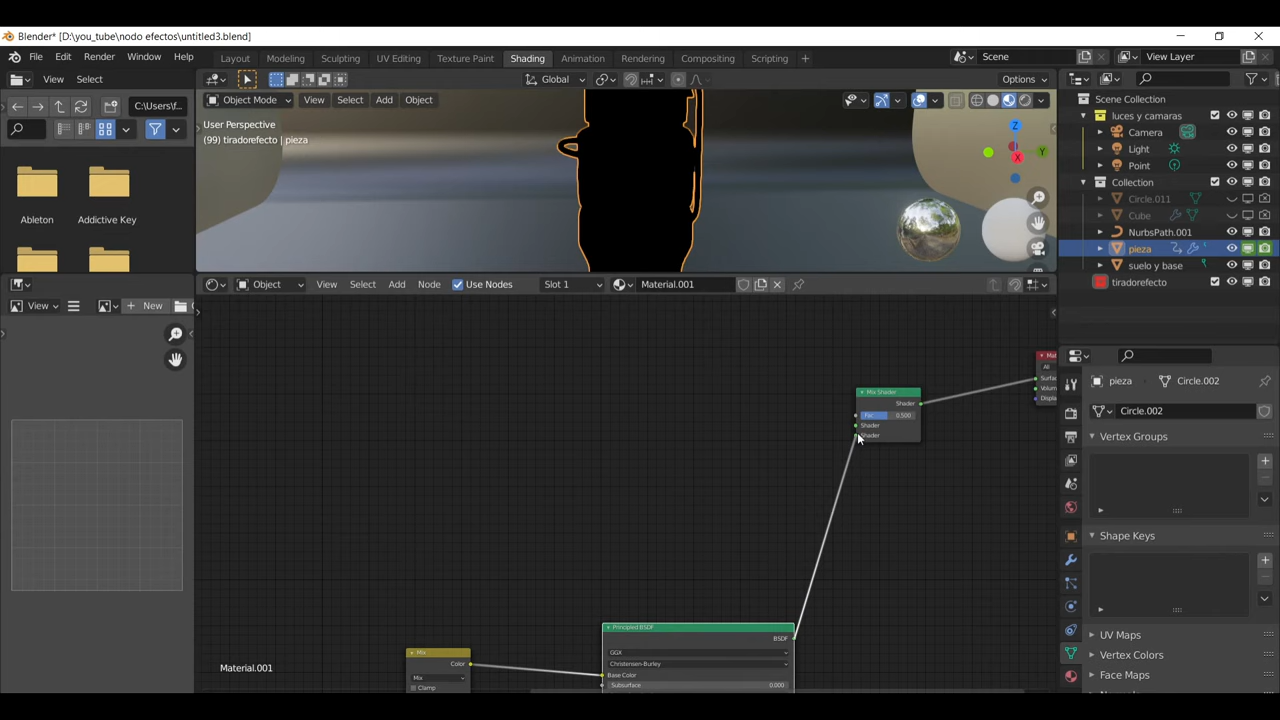 Blender* [D:\you_tube\nodo efectos\untitled3.blend]
File Edit Render Window Help Layout Modeling Sculpting UV Editing Texture Paint Shading Animation Rendering Compositing Scripting + Scene View Layer
View Select Global Options
C:\Users\f... Object Mode View Select Add Object
Scene Collection
luces y camaras
Camera
Light
Point
Collection
Circle.011
Cube
NurbsPath.001
pieza
suelo y base
tiradorefecto
User Perspective
(99) tiradorefecto | pieza
Z
Y
X
Ableton Addictive Key
Object View Select Add Node Use Nodes Slot 1 Material.001
View New
Mix Shader
Shader
Fac 0.500
Shader
Shader
Mat
All
Surfac
Volum
Displa
pieza Circle.002
Circle.002
Vertex Groups
Shape Keys
UV Maps
Vertex Colors
Face Maps
Principled BSDF
BSDF
GGX
Christensen-Burley
Base Color
Subsurface 0.000
Mix
Color
Mix
Clamp
Material.001